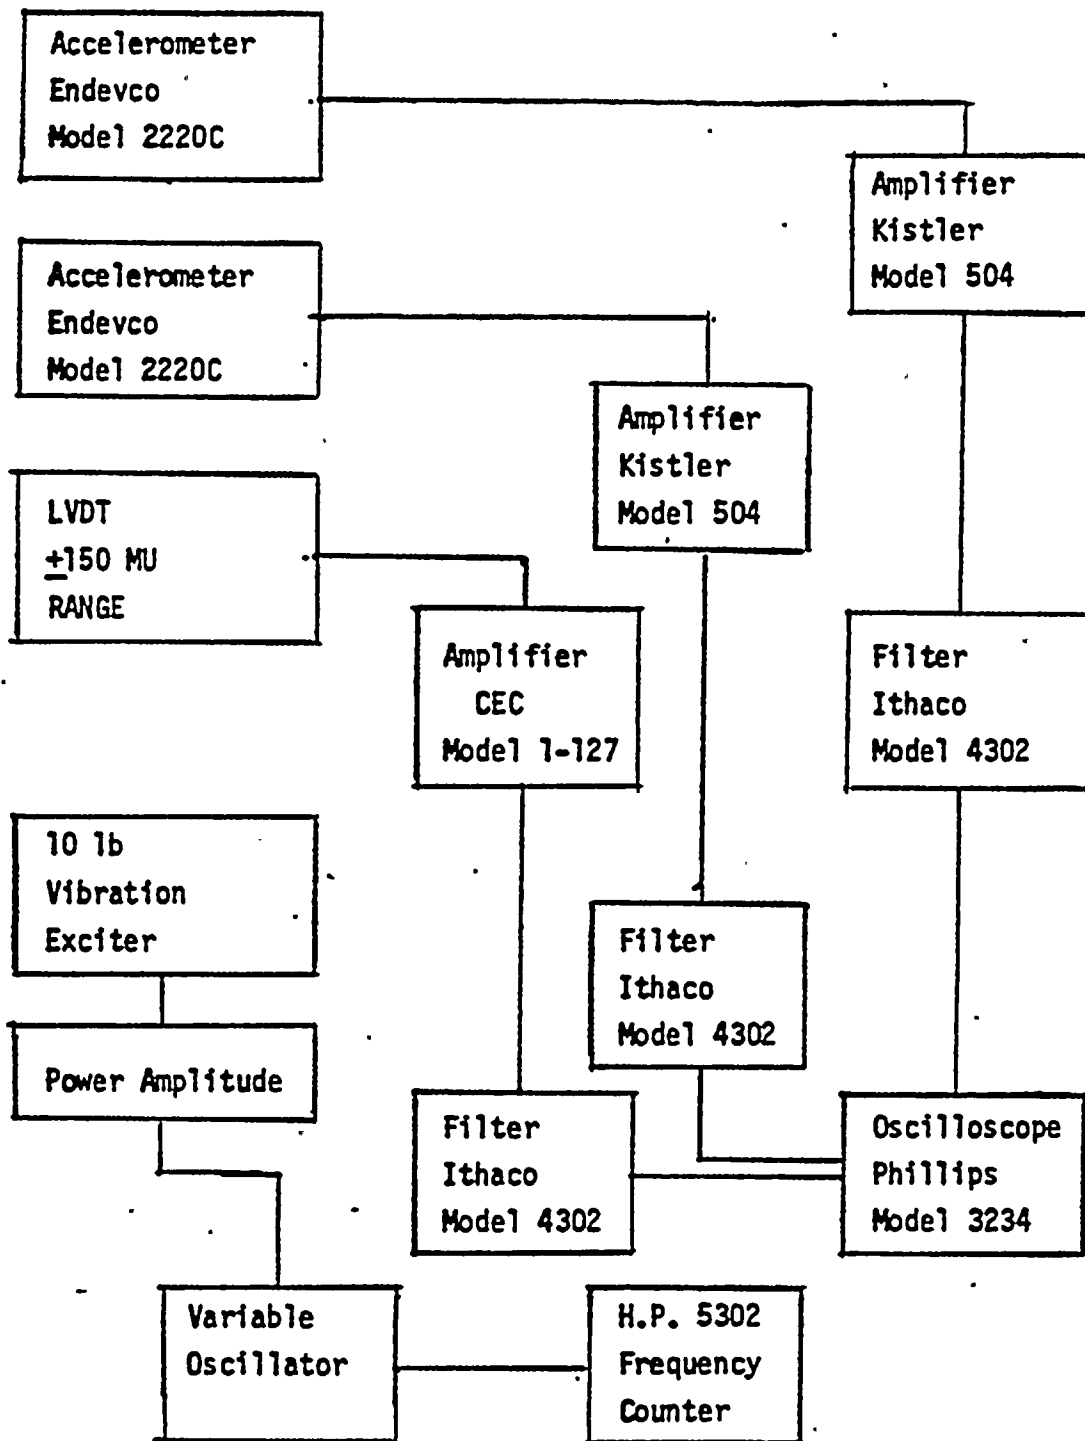 Accelerometer
Endevco
Model 2220C
Amplifier
Kistler
Model 504
Accelerometer
Endevco
Model 2220C
Amplifier
Kistler
Model 504
LVDT
±150 MU
RANGE
Amplifier
CEC
Model 1-127
Filter
Ithaco
Model 4302
10 lb
Vibration
Exciter
Filter
Ithaco
Model 4302
Power Amplitude
Filter
Ithaco
Model 4302
Oscilloscope
Phillips
Model 3234
Variable
Oscillator
H.P. 5302
Frequency
Counter